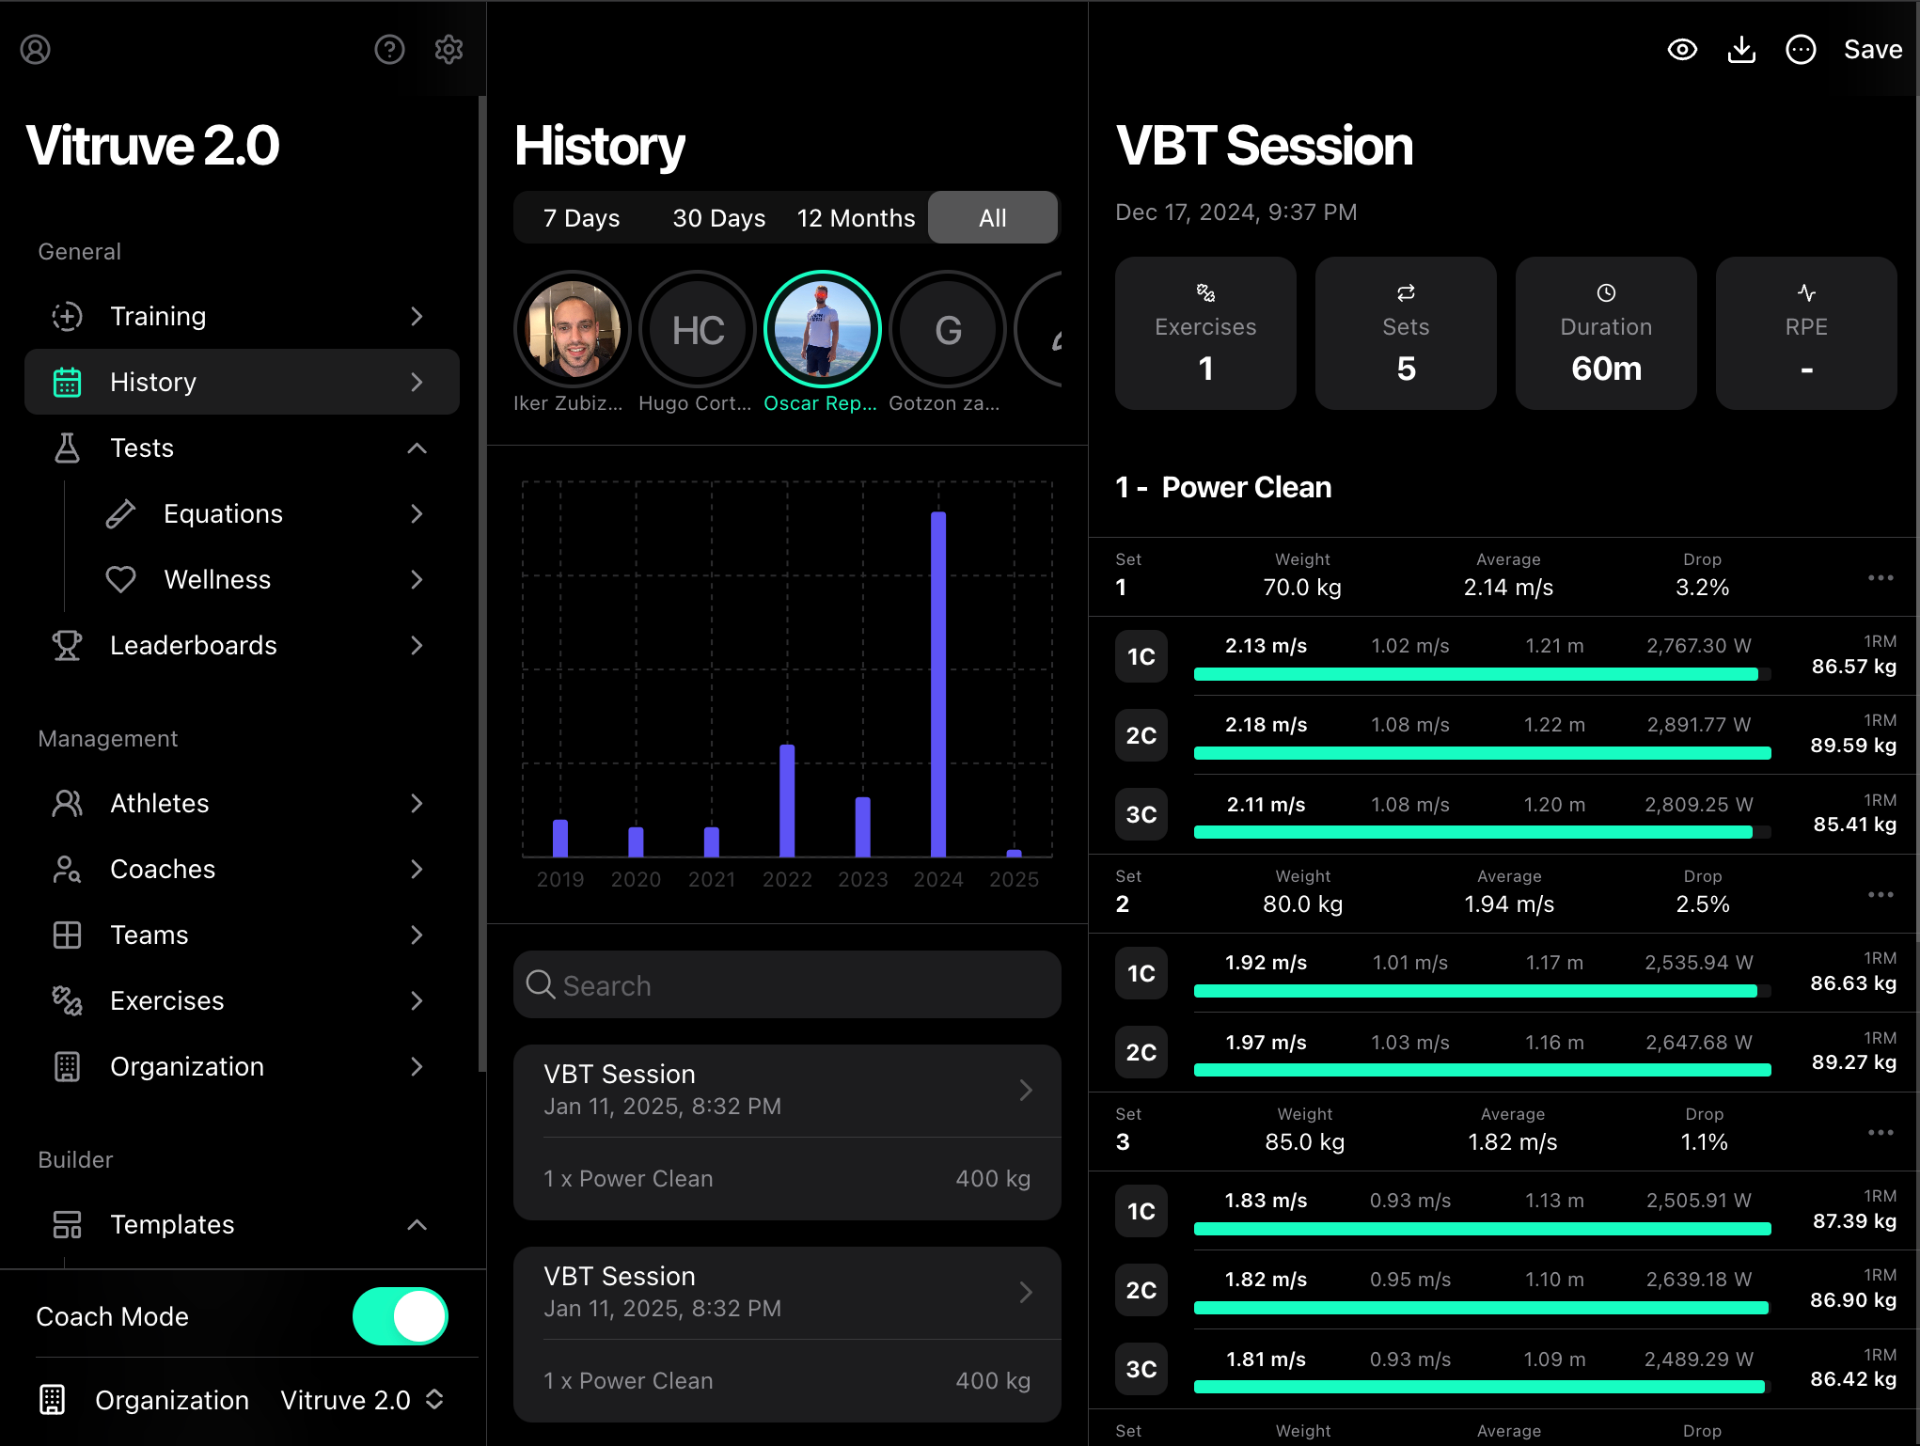 Vitruve 2.0
General
Training
History
Tests
Equations
Wellness
Leaderboards
Management
Athletes
Coaches
Teams
Exercises
Organization
Builder
Templates
Coach Mode
Organization Vitruve 2.0
History
7 Days 30 Days 12 Months All
HC G
Iker Zubiz... Hugo Cort... Oscar Rep... Gotzon za...
2019 2020 2021 2022 2023 2024 2025
Search
VBT Session
Jan 11, 2025, 8:32 PM
1 x Power Clean 400 kg
VBT Session
Jan 11, 2025, 8:32 PM
1 x Power Clean 400 kg
Save
VBT Session
Dec 17, 2024, 9:37 PM
Exercises Sets Duration RPE
1 5 60m -
1 - Power Clean
Set Weight Average Drop
1 70.0 kg 2.14 m/s 3.2%
1C 2.13 m/s 1.02 m/s 1.21 m 2,767.30 W 1RM
86.57 kg
2C 2.18 m/s 1.08 m/s 1.22 m 2,891.77 W 1RM
89.59 kg
3C 2.11 m/s 1.08 m/s 1.20 m 2,809.25 W 1RM
85.41 kg
Set Weight Average Drop
2 80.0 kg 1.94 m/s 2.5%
1C 1.92 m/s 1.01 m/s 1.17 m 2,535.94 W 1RM
86.63 kg
2C 1.97 m/s 1.03 m/s 1.16 m 2,647.68 W 1RM
89.27 kg
Set Weight Average Drop
3 85.0 kg 1.82 m/s 1.1%
1C 1.83 m/s 0.93 m/s 1.13 m 2,505.91 W 1RM
87.39 kg
2C 1.82 m/s 0.95 m/s 1.10 m 2,639.18 W 1RM
86.90 kg
3C 1.81 m/s 0.93 m/s 1.09 m 2,489.29 W 1RM
86.42 kg
Set Weight Average Drop